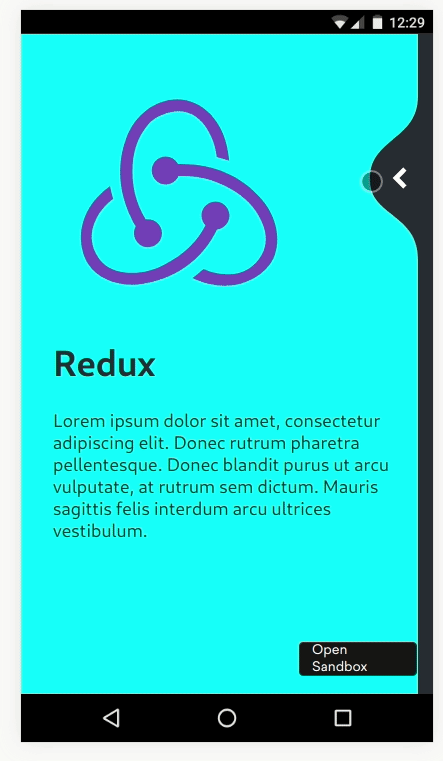 12:29
Redux
Lorem ipsum dolor sit amet, consectetur
adipiscing elit. Donec rutrum pharetra
pellentesque. Donec blandit purus ut arcu
vulputate, at rutrum sem dictum. Mauris
sagittis felis interdum arcu ultrices
vestibulum.
Open
Sandbox